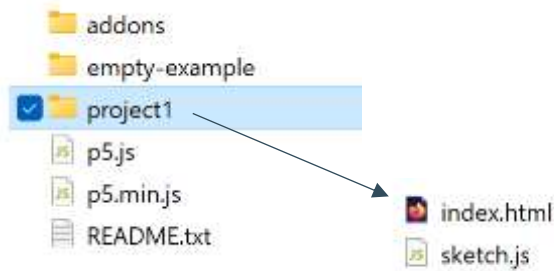 addons
empty-example
project1
p5.js
p5.min.js
README.txt
index.html
sketch.js